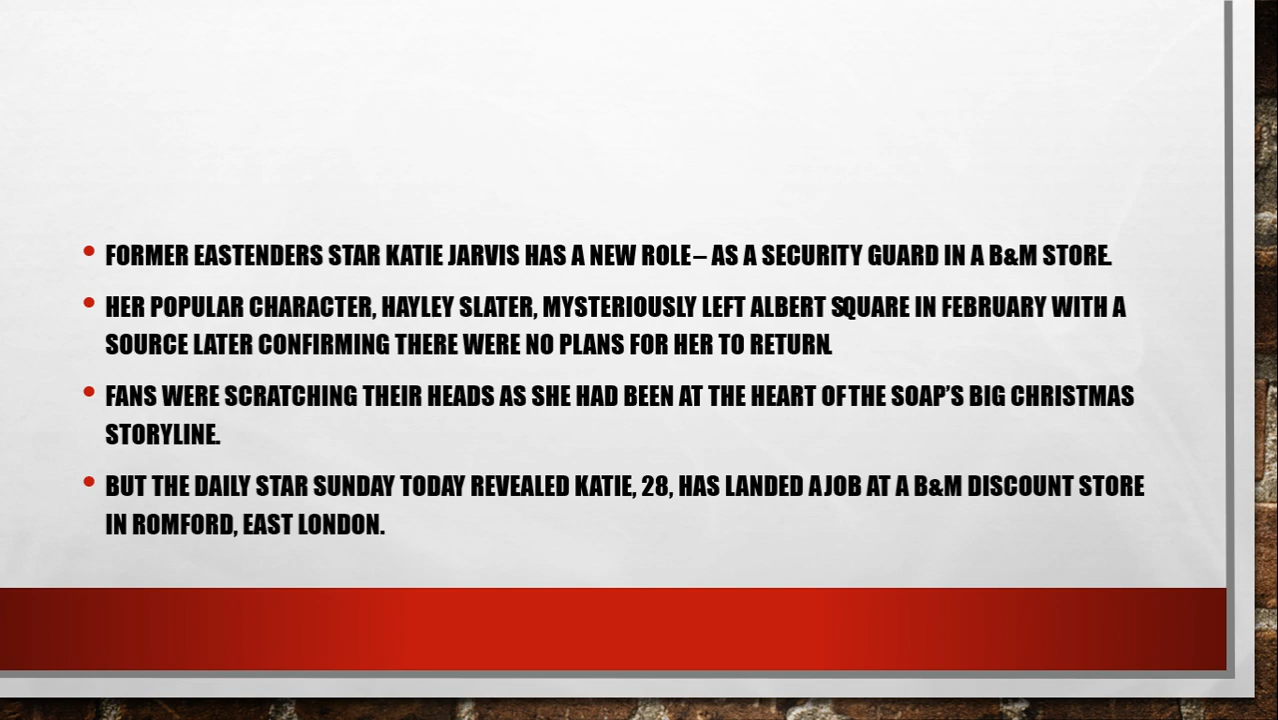 • FORMER EASTENDERS STAR KATIE JARVIS HAS A NEW ROLE – AS A SECURITY GUARD IN A B&M STORE.
• HER POPULAR CHARACTER, HAYLEY SLATER, MYSTERIOUSLY LEFT ALBERT SQUARE IN FEBRUARY WITH A
SOURCE LATER CONFIRMING THERE WERE NO PLANS FOR HER TO RETURN.
• FANS WERE SCRATCHING THEIR HEADS AS SHE HAD BEEN AT THE HEART OF THE SOAP’S BIG CHRISTMAS
STORYLINE.
• BUT THE DAILY STAR SUNDAY TODAY REVEALED KATIE, 28, HAS LANDED A JOB AT A B&M DISCOUNT STORE
IN ROMFORD, EAST LONDON.